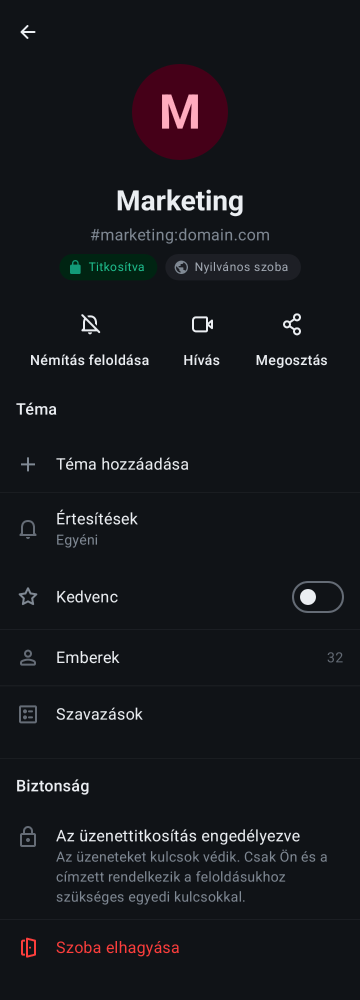 M
Marketing
#marketing:domain.com
Titkosítva
Nyilvános szoba
Némítás feloldása
Hívás
Megosztás
Téma
Téma hozzáadása
Értesítések
Egyéni
Kedvenc
Emberek
32
Szavazások
Biztonság
Az üzenettitkosítás engedélyezve
Az üzeneteket kulcsok védik. Csak Ön és a
címzett rendelkezik a feloldásukhoz
szükséges egyedi kulcsokkal.
Szoba elhagyása